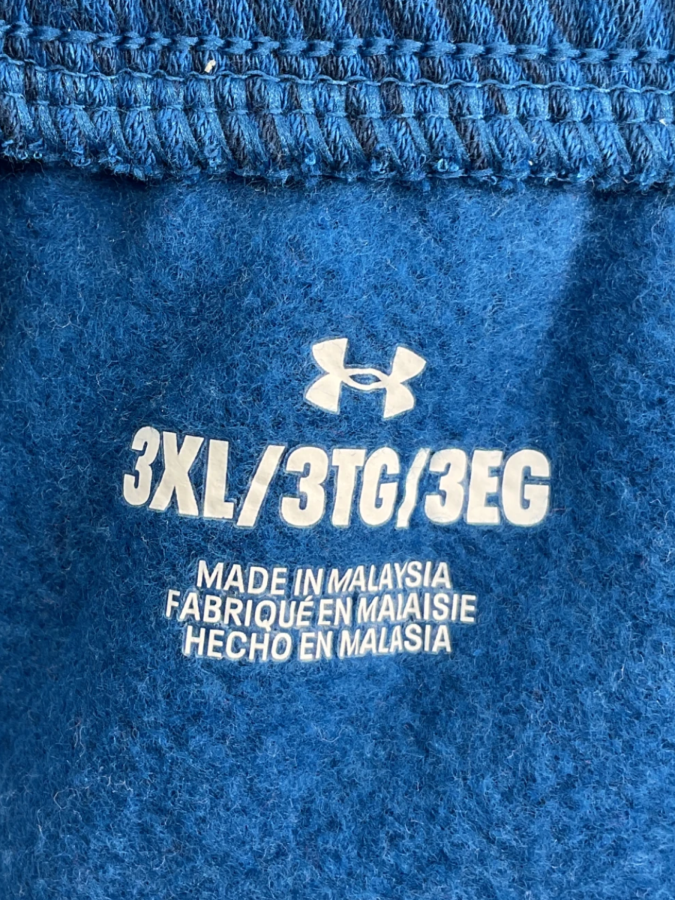 3XL/3TG/3EG
MADE IN MALAYSIA
FABRIQUÉ EN MALAISIE
HECHO EN MALASIA